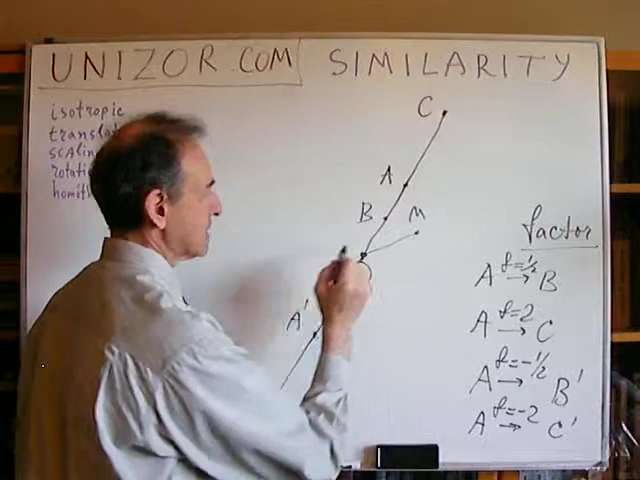 UNIZOR.COM SIMILARITY
isotropic
C
A
B M
factor
A f=1/2 → B
A f=2 → C
A f=-1/2 → B'
A f=-2 → C'
A'